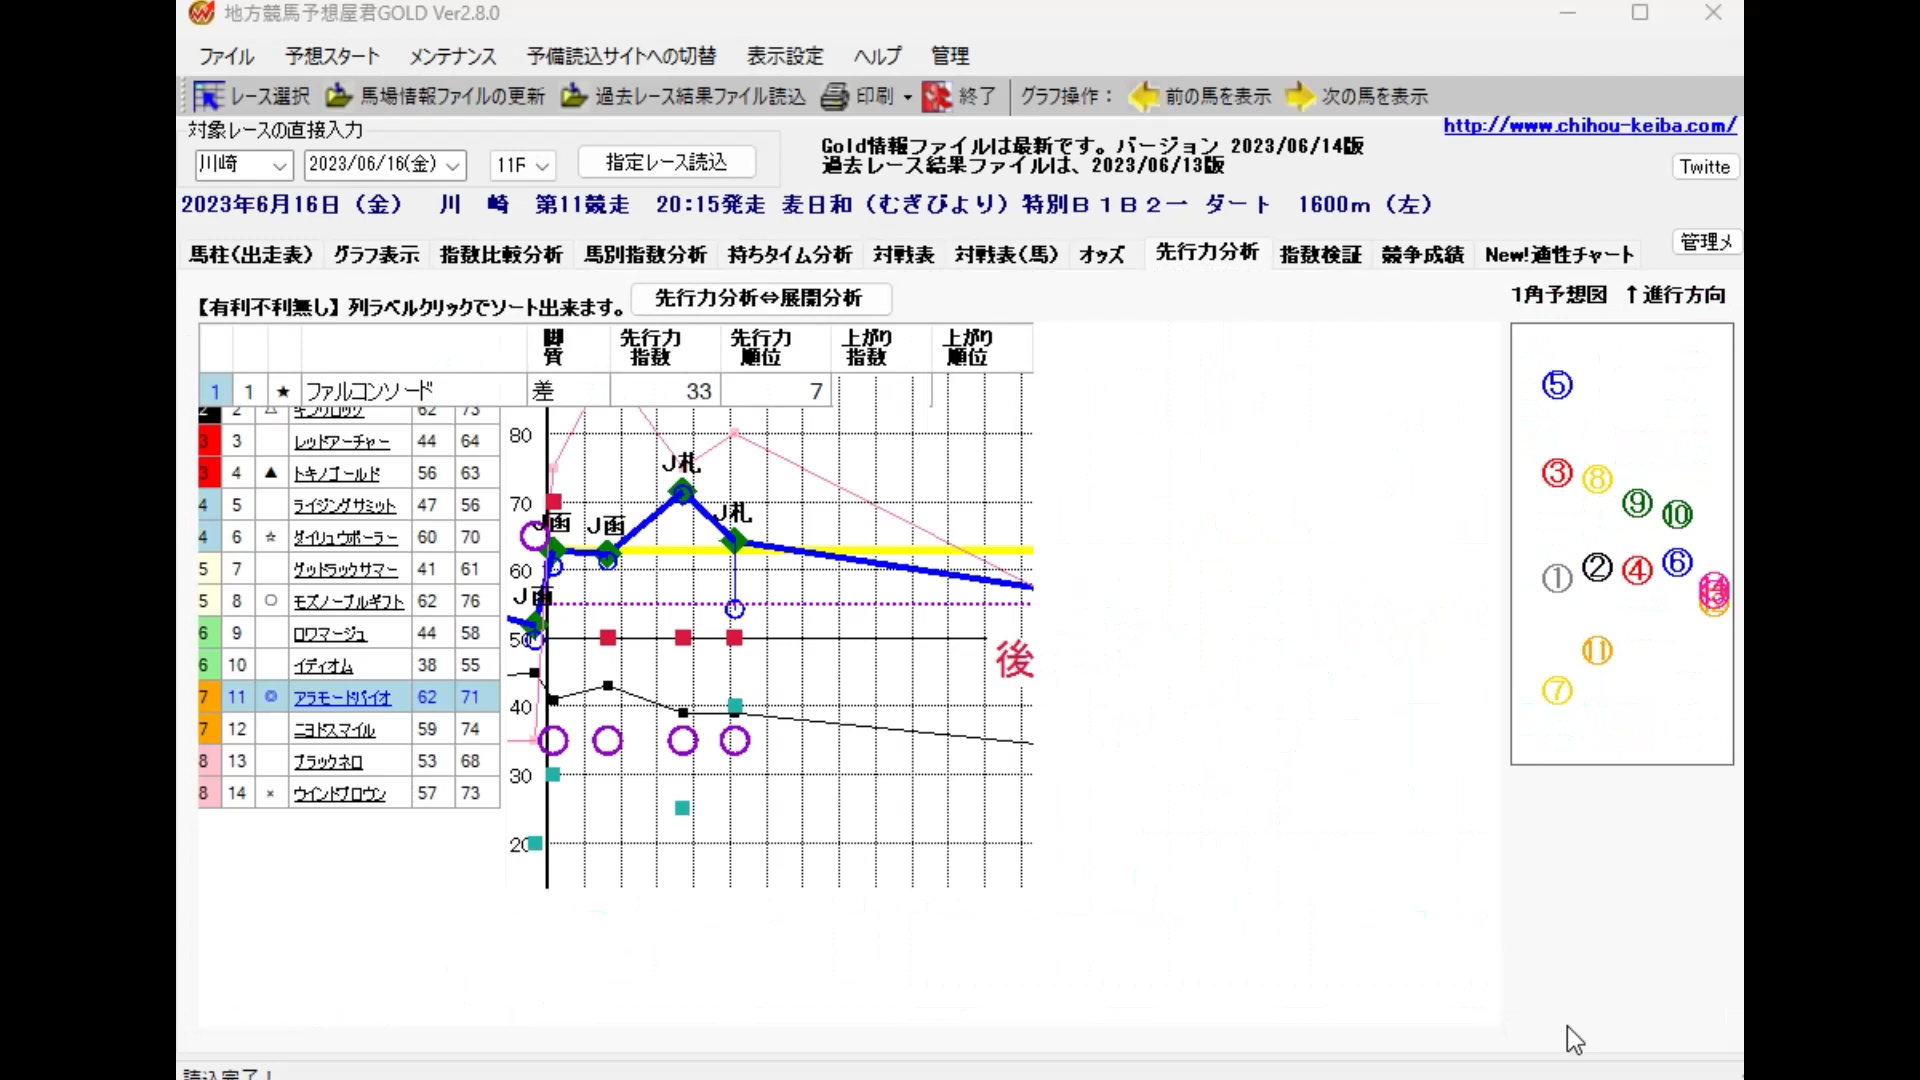 地方競馬予想屋君GOLD Ver2.8.0
ファイル 予想スタート メンテナンス 予備読込サイトへの切替 表示設定 ヘルプ 管理
レース選択 馬場情報ファイルの更新 過去レース結果ファイル読込 印刷 終了 グラフ操作： 前の馬を表示 次の馬を表示
対象レースの直接入力
http://www.chihou-keiba.com/
川崎 2023/06/16(金) 11F 指定レース読込
Gold情報ファイルは最新です。バージョン 2023/06/14版
過去レース結果ファイルは、2023/06/13版
Twitte
2023年6月16日（金） 川 崎 第11競走 20:15発走 麦日和（むぎびより）特別Ｂ１Ｂ２一 ダート 1600m（左）
管理メ
馬柱(出走表) グラフ表示 指数比較分析 馬別指数分析 持ちタイム分析 対戦表 対戦表(馬) オッズ 先行力分析 指数検証 競争成績 New!適性チャート
【有利不利無し】列ラベルクリックでソート出来ます。 先行力分析⇔展開分析
1角予想図 ↑進行方向
脚質 先行力指数 先行力順位 上がり指数 上がり順位
1 1 ★ ファルコンソード 差 33 7
2 2 △ キングロック 62 73
3 3 レッドアーチャー 44 64
3 4 ▲ トキノゴールド 56 63
4 5 ライジングサミット 47 56
4 6 ☆ ダイリュウポーラー 60 70
5 7 グッドラックサマー 41 61
5 8 ○ モズノーブルギフト 62 76
6 9 ロワマージュ 44 58
6 10 イディオム 38 55
7 11 ◎ アラモードバイオ 62 71
7 12 ニヨドスマイル 59 74
8 13 ブラックネロ 53 68
8 14 × ウインドブロウン 57 73
80
70
60
50
40
30
20
J函
J函
J函
J札
J札
後
⑤
③ ⑧
⑨ ⑩
① ② ④ ⑥
⑪
⑦
読込完了！